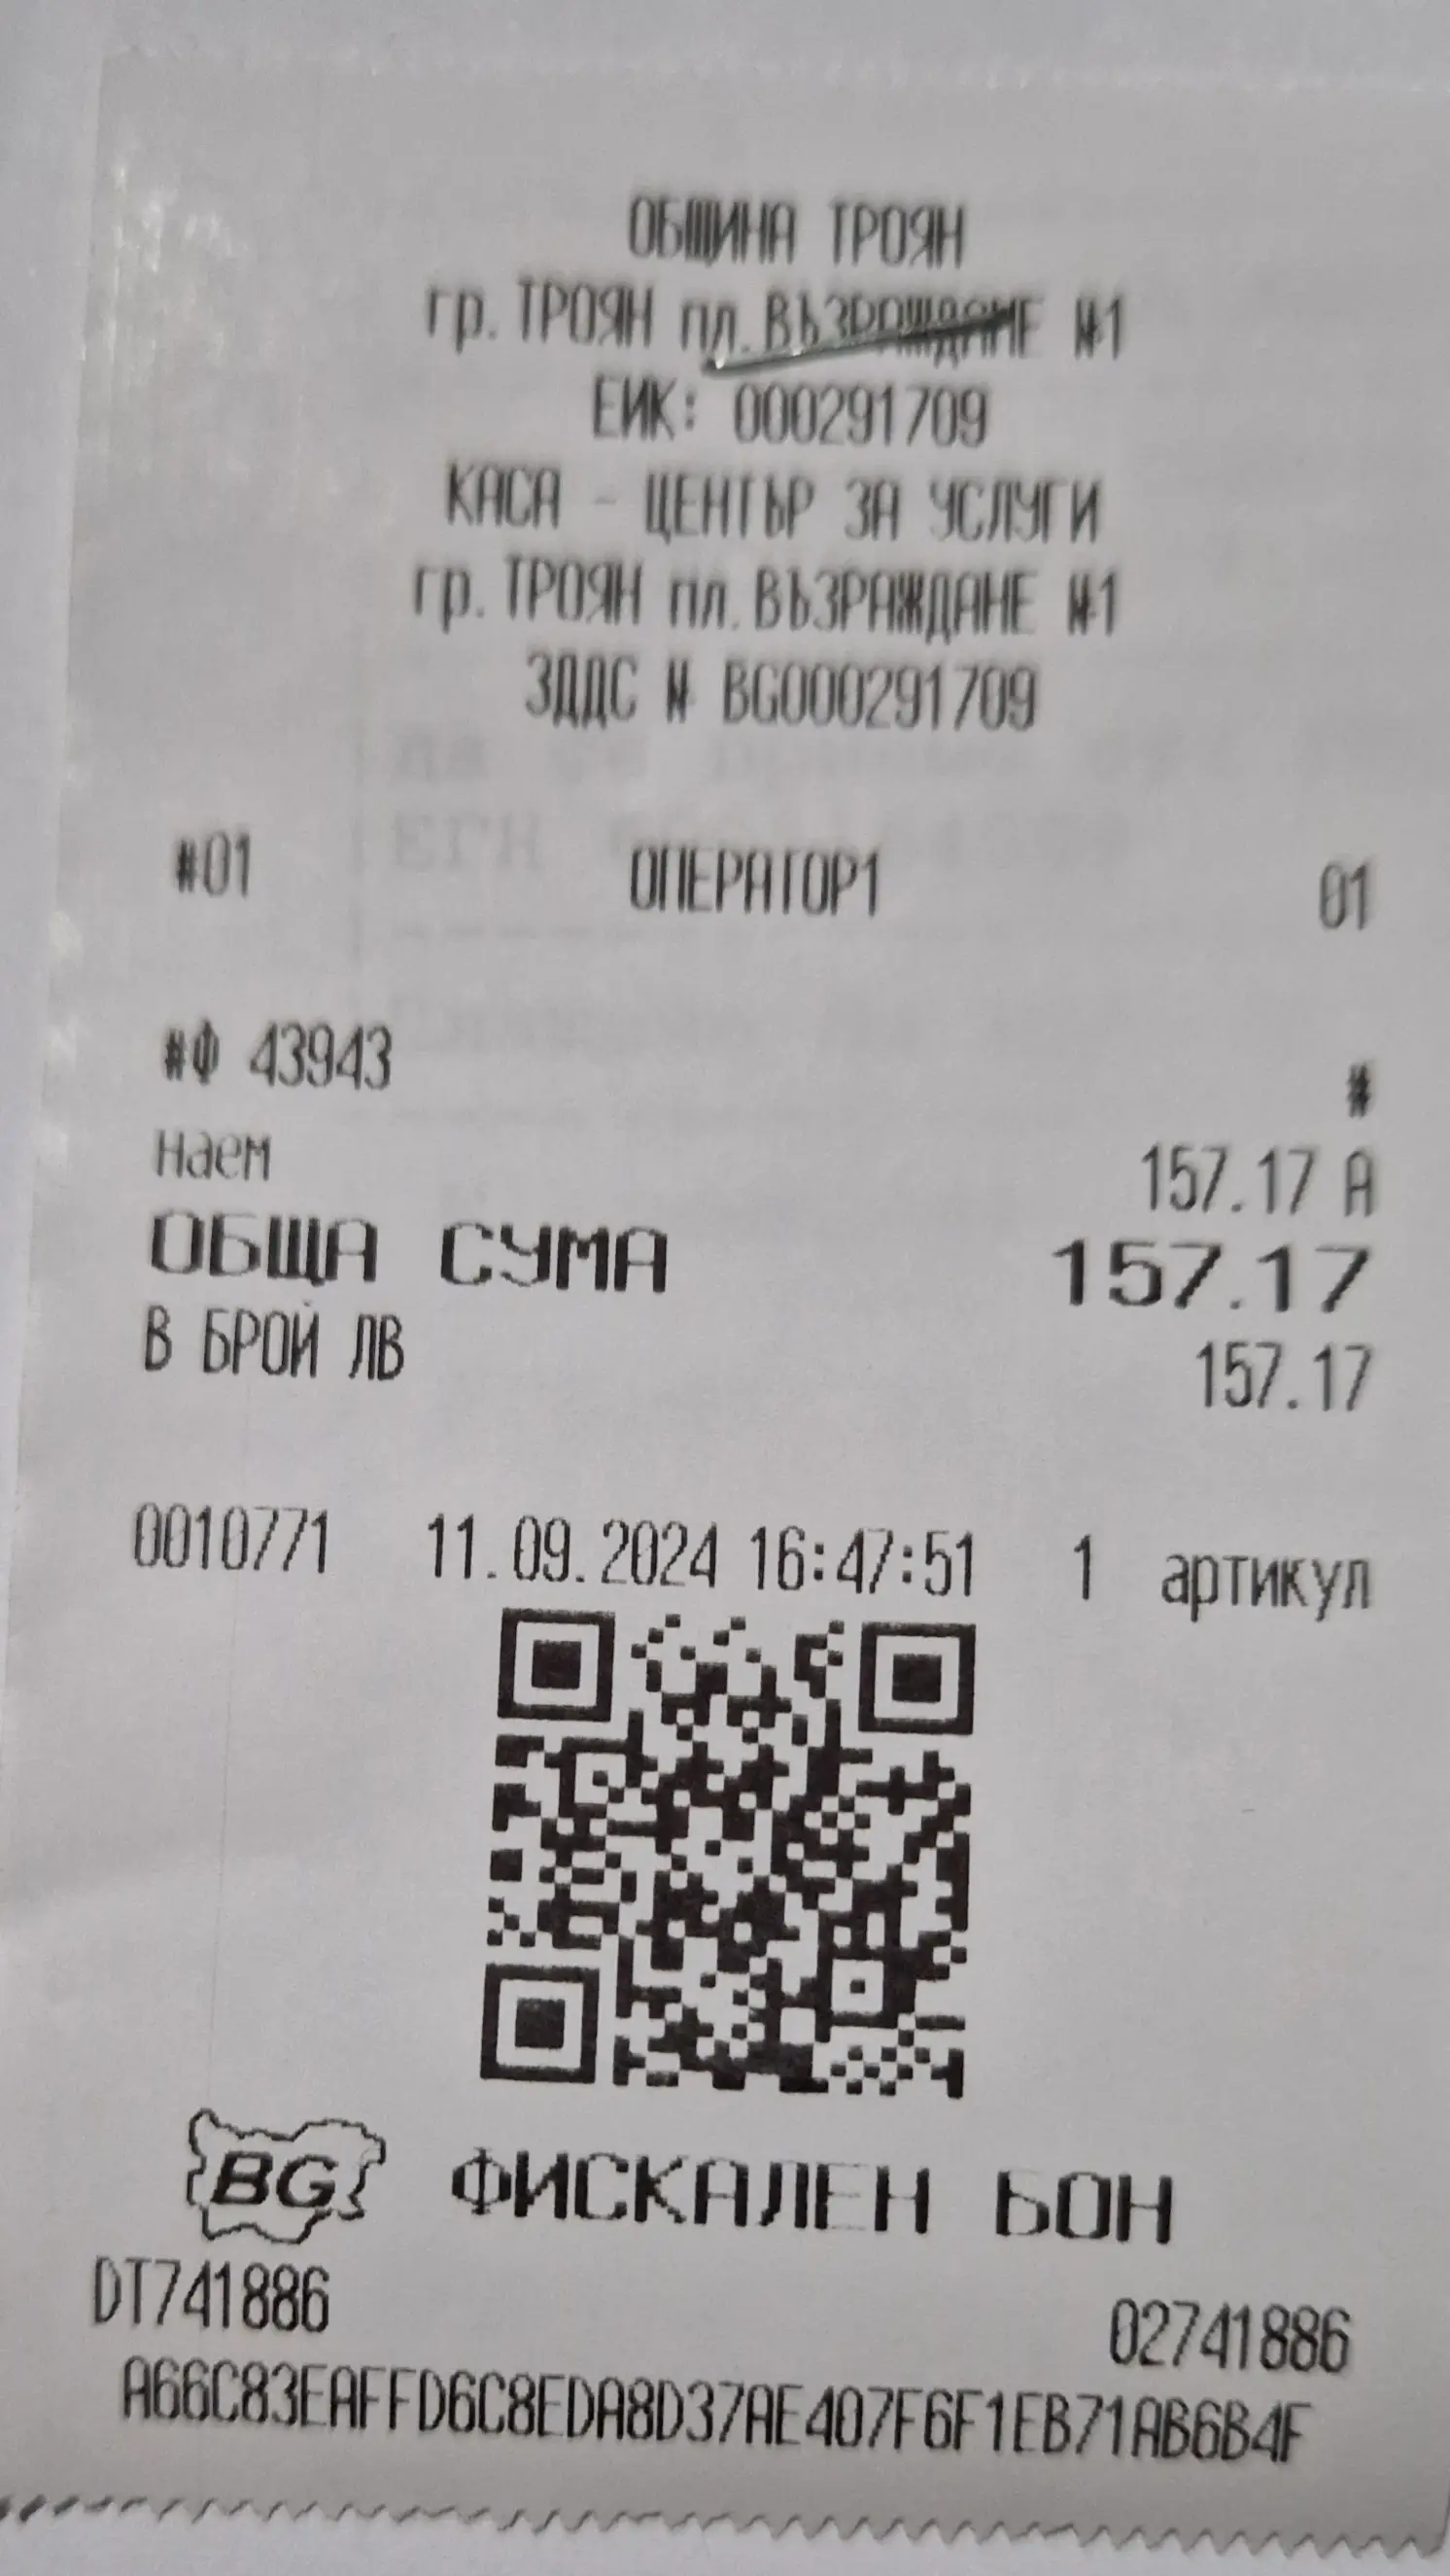 ОБЩИНА ТРОЯН
гр. ТРОЯН пл. ВЪЗРАЖДАНЕ №1
ЕИК: 000291709
КАСА - ЦЕНТЪР ЗА УСЛУГИ
гр. ТРОЯН пл. ВЪЗРАЖДАНЕ №1
ЗДДС № BG000291709
#01 ОПЕРАТОР1 01
#Ф 43943 #
наем 157.17 А
ОБЩА СУМА 157.17
В БРОЙ ЛВ 157.17
0010771 11.09.2024 16:47:51 1 артикул
BG ФИСКАЛЕН БОН
DT741886 02741886
A66C83EAFFD6C8EDA8D37AE407F6F1EB71AB6B4F